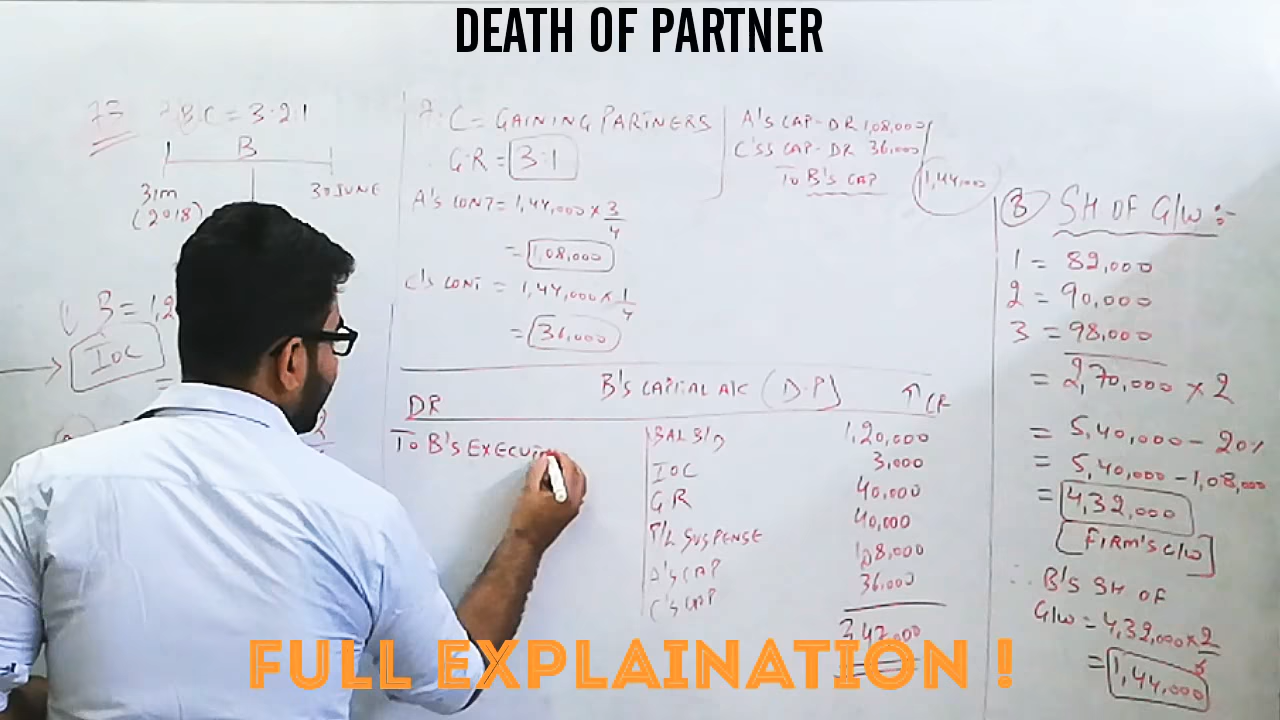 DEATH OF PARTNER
B C = 3:2:1
B
31m
(2018)
30 JUNE
B = 1,2
IOC
=
C = GAINING PARTNERS
GR = 3:1
A'S CONT = 1,44,000 × 3/4
= 1,08,000
C'S CONT = 1,44,000 × 1/4
= 36,000
A'S CAP - DR 1,08,000
C'SS CAP - DR 36,000
TO B'S CAP 1,44,000
B'S CAPITAL A/C (D.P)
DR CR
TO B'S EXECUT
BAL B/D 1,20,000
IOC 3,000
GR 40,000
P/L SUSPENSE 40,000
A'S CAP 1,08,000
C'S CAP 36,000
3,47,000
3 SH OF G/W :-
1 = 82,000
2 = 90,000
3 = 98,000
= 2,70,000 × 2
= 5,40,000 - 20%
= 5,40,000 - 1,08,000
= 4,32,000
[FIRM'S G/W]
∴ B'S SH OF
G/W = 4,32,000 × 2/6
= 1,44,000
FULL EXPLAINATION !